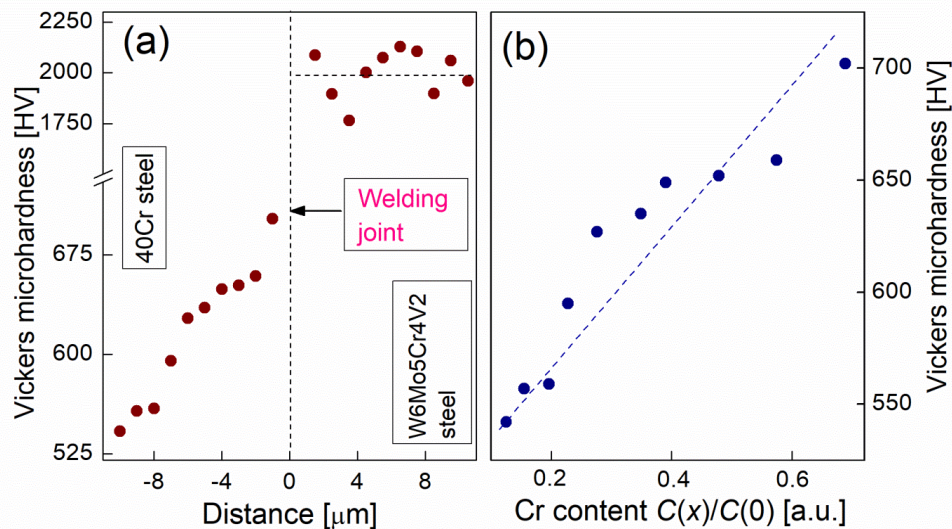 (a)
Vickers microhardness [HV]
2250
2000
1750
675
600
525
40Cr steel
Welding
joint
W6Mo5Cr4V2
steel
-8
-4
0
4
8
Distance [μm]
(b)
700
650
600
550
Vickers microhardness [HV]
0.2
0.4
0.6
Cr content C(x)/C(0) [a.u.]